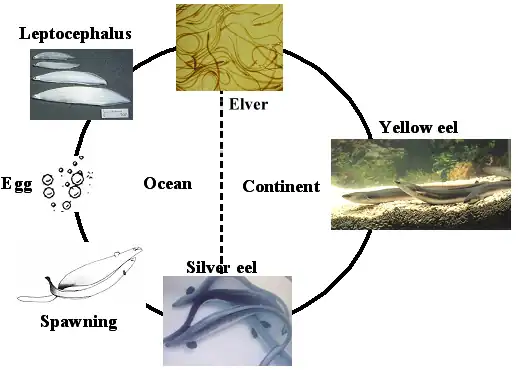 Leptocephalus
Elver
Yellow eel
Egg
Ocean
Continent
Silver eel
Spawning